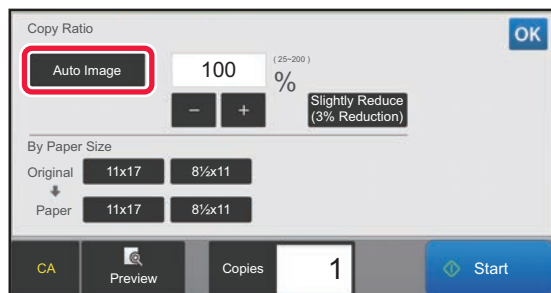 Copy Ratio
OK
Auto Image
100
(25~200)
%
－
＋
Slightly Reduce
(3% Reduction)
By Paper Size
Original 11x17 8½x11
Paper 11x17 8½x11
CA
Preview
Copies
1
Start